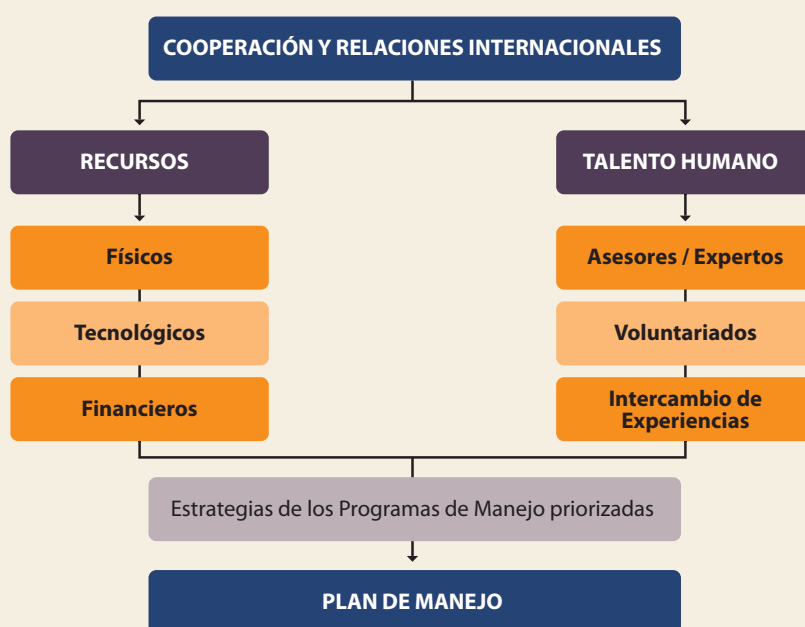 COOPERACIÓN Y RELACIONES INTERNACIONALES
RECURSOS
TALENTO HUMANO
Físicos
Asesores / Expertos
Tecnológicos
Voluntariados
Financieros
Intercambio de
Experiencias
Estrategias de los Programas de Manejo priorizadas
PLAN DE MANEJO